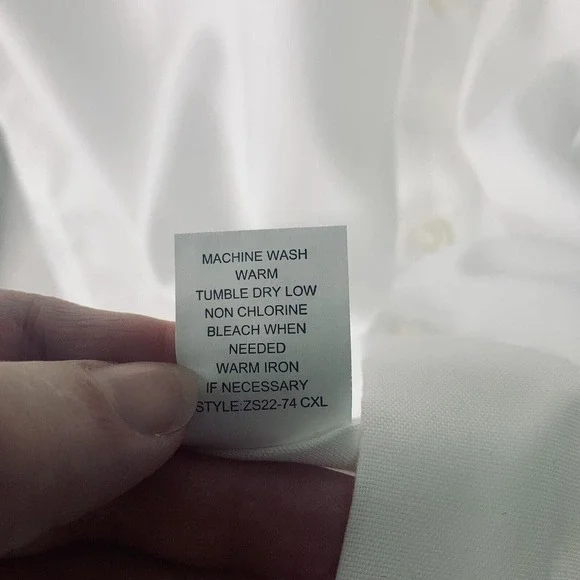 MACHINE WASH
WARM
TUMBLE DRY LOW
NON CHLORINE
BLEACH WHEN
NEEDED
WARM IRON
IF NECESSARY
STYLE:ZS22-74 CXL